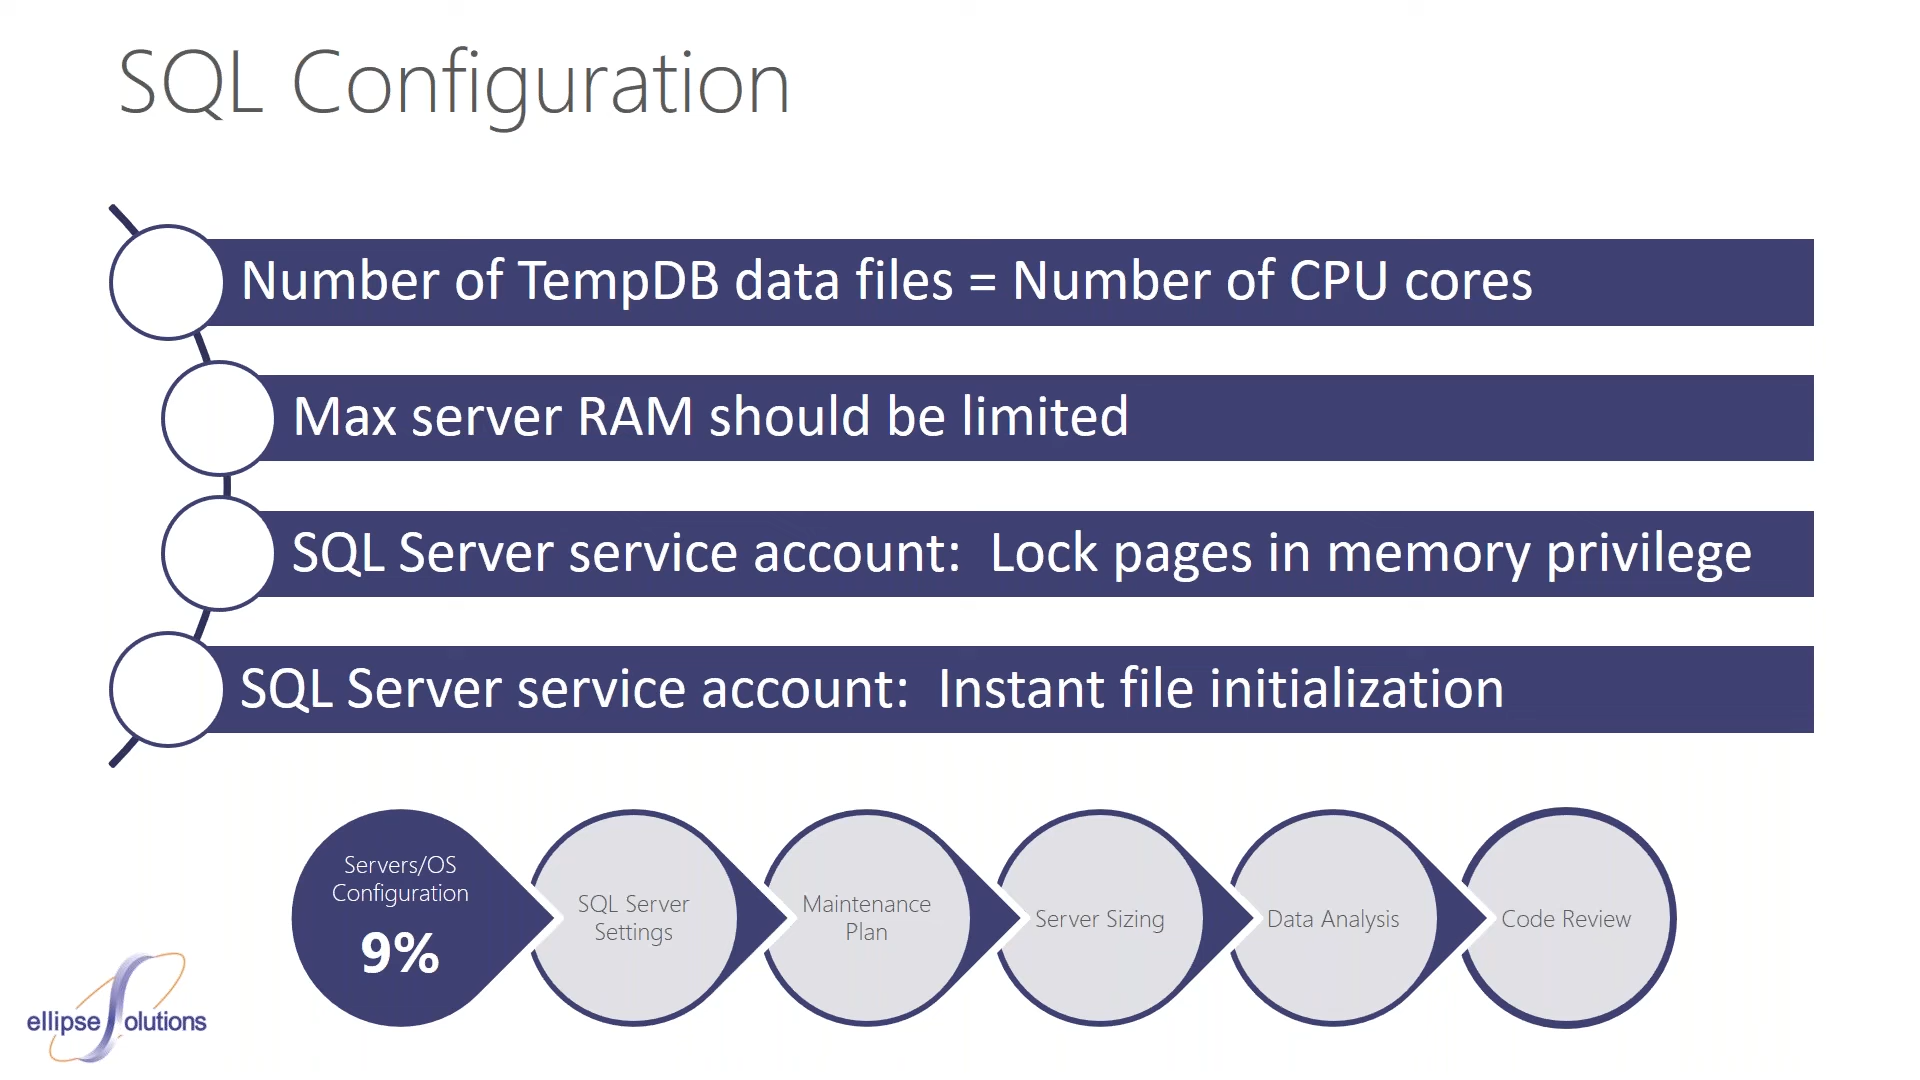 SQL Configuration
Number of TempDB data files = Number of CPU cores
Max server RAM should be limited
SQL Server service account:  Lock pages in memory privilege
SQL Server service account:  Instant file initialization
Servers/OS
Configuration
9%
SQL Server
Settings
Maintenance
Plan
Server Sizing
Data Analysis
Code Review
ellipse Solutions